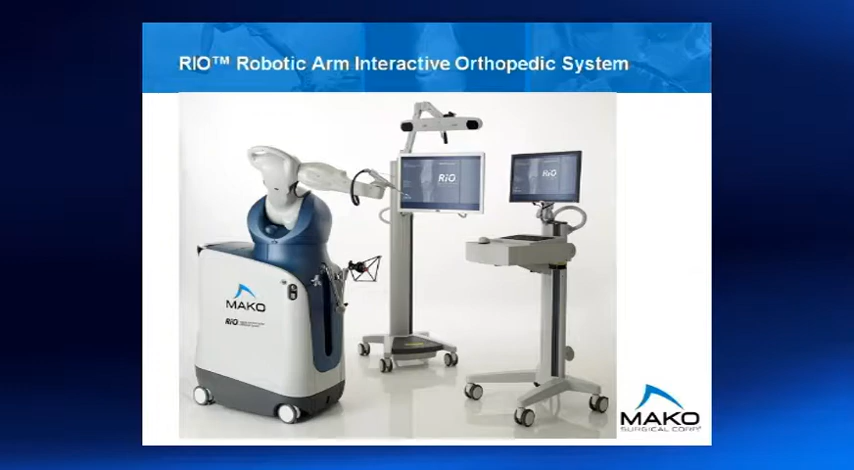 RIO™ Robotic Arm Interactive Orthopedic System
RIO
RIO
MAKO
RIO
MAKO
SURGICAL CORP.